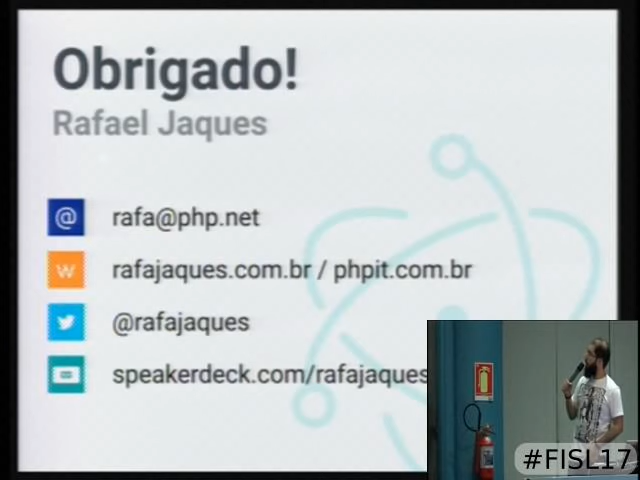 Obrigado!
Rafael Jaques
@ rafa@php.net
w rafajaques.com.br / phpit.com.br
@rafajaques
speakerdeck.com/rafajaques
#FISL17